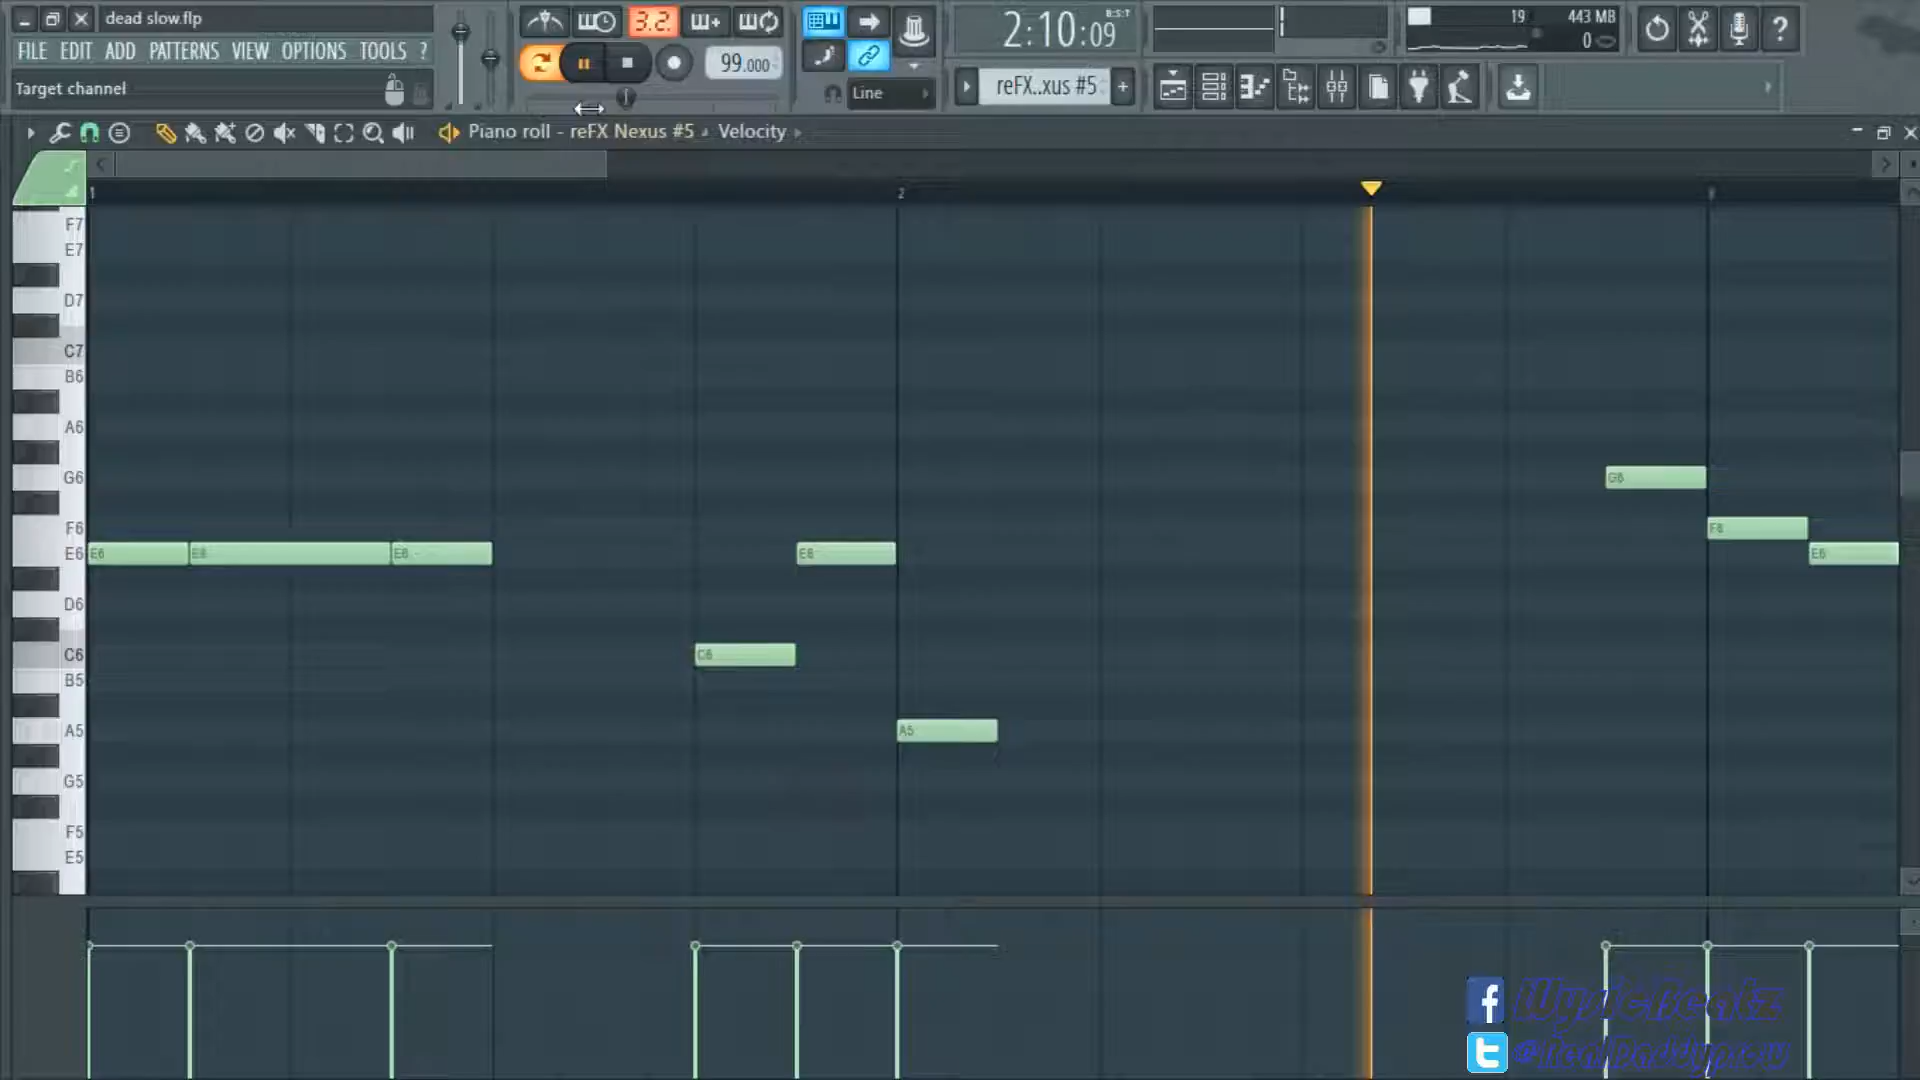 dead slow.flp
FILE EDIT ADD PATTERNS VIEW OPTIONS TOOLS ?
Target channel
3.2.
99.000
Line
2:10:09
B:S:T
reFX..xus #5
19
443 MB
0
Piano roll - reFX Nexus #5 Velocity
1
2
F7
E7
D7
C7
B6
A6
G6
G6
F6
F6
E6
E6
E6
E6
E6
E6
D6
C6
C6
B5
A5
A5
G5
F5
E5
WysicBeatz